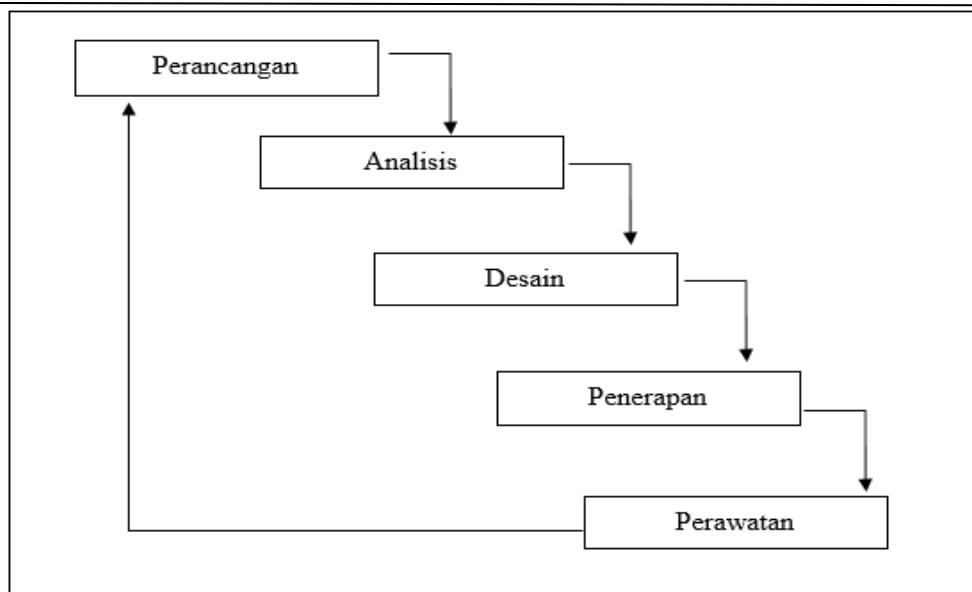 Perancangan
Analisis
Desain
Penerapan
Perawatan